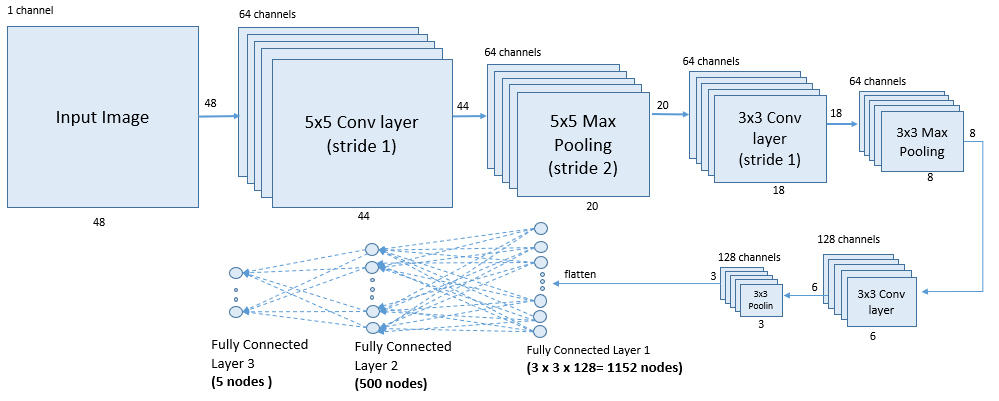 1 channel
Input Image
48
48
64 channels
5x5 Conv layer
(stride 1)
44
44
64 channels
5x5 Max
Pooling
(stride 2)
20
20
64 channels
3x3 Conv
layer
(stride 1)
18
18
64 channels
3x3 Max
Pooling
8
8
128 channels
3x3 Conv
layer
6
6
128 channels
3x3
Poolin
3
3
flatten
Fully Connected Layer 1
(3 x 3 x 128= 1152 nodes)
Fully Connected
Layer 2
(500 nodes)
Fully Connected
Layer 3
(5 nodes )